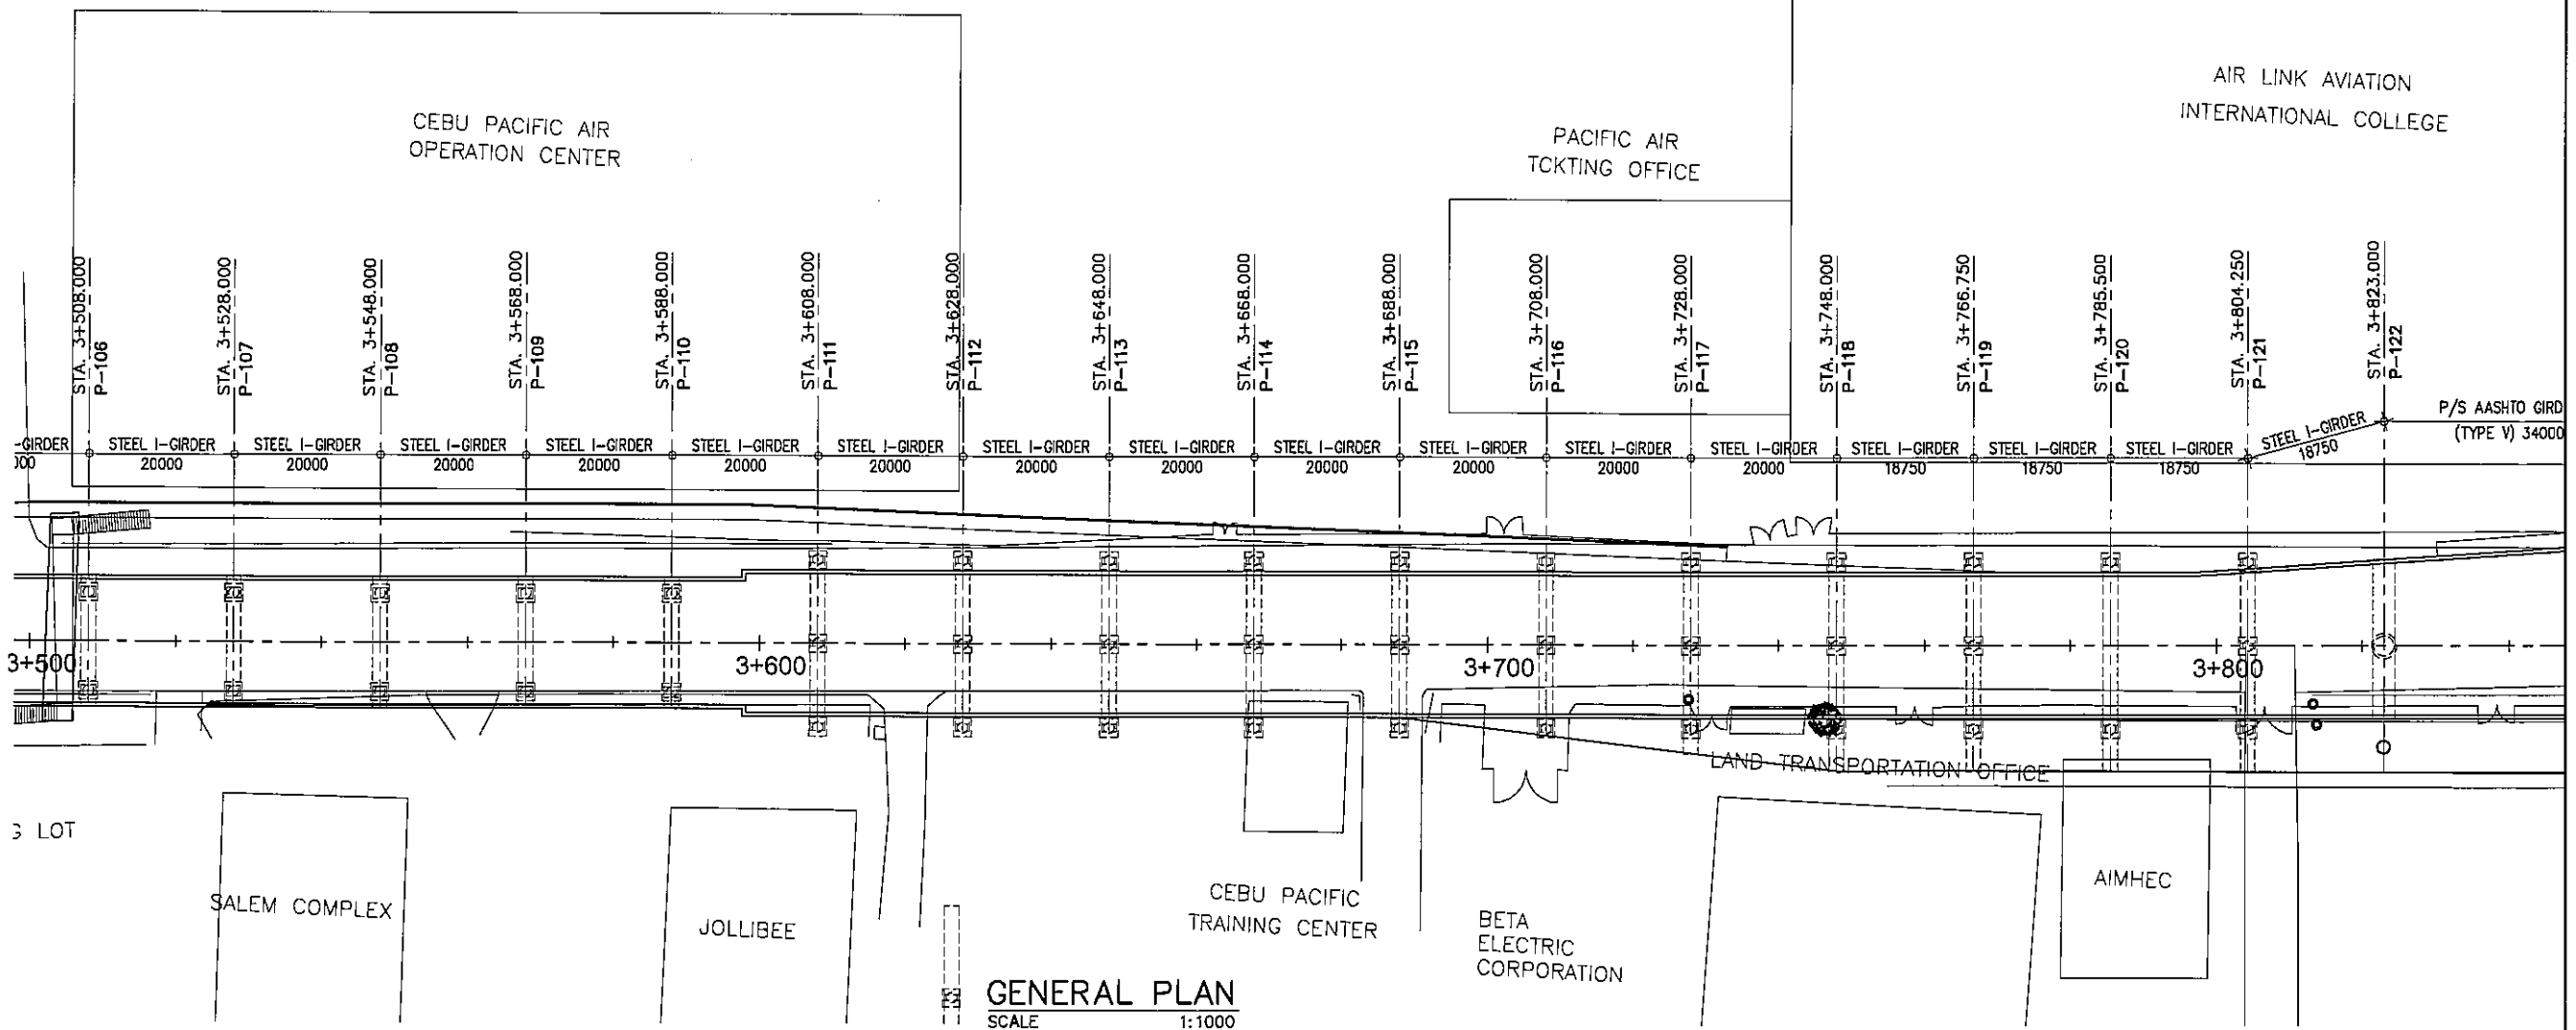 AIR LINK AVIATION
INTERNATIONAL COLLEGE
CEBU PACIFIC AIR
OPERATION CENTER
PACIFIC AIR
TCKTING OFFICE
STA. 3+508.000
P-106
STA. 3+528.000
P-107
STA. 3+548.000
P-108
STA. 3+568.000
P-109
STA. 3+588.000
P-110
STA. 3+608.000
P-111
STA. 3+628.000
P-112
STA. 3+648.000
P-113
STA. 3+668.000
P-114
STA. 3+688.000
P-115
STA. 3+708.000
P-116
STA. 3+728.000
P-117
STA. 3+748.000
P-118
STA. 3+766.750
P-119
STA. 3+785.500
P-120
STA. 3+804.250
P-121
STA. 3+823.000
P-122
-GIRDER
000
STEEL I-GIRDER
20000
STEEL I-GIRDER
20000
STEEL I-GIRDER
20000
STEEL I-GIRDER
20000
STEEL I-GIRDER
20000
STEEL I-GIRDER
20000
STEEL I-GIRDER
20000
STEEL I-GIRDER
20000
STEEL I-GIRDER
20000
STEEL I-GIRDER
20000
STEEL I-GIRDER
20000
STEEL I-GIRDER
20000
STEEL I-GIRDER
18750
STEEL I-GIRDER
18750
STEEL I-GIRDER
18750
STEEL I-GIRDER
18750
P/S AASHTO GIRD
(TYPE V) 34000
3+500
3+600
3+700
3+800
LAND TRANSPORTATION OFFICE
LOT
SALEM COMPLEX
JOLLIBEE
CEBU PACIFIC
TRAINING CENTER
BETA
ELECTRIC
CORPORATION
AIMHEC
GENERAL PLAN
SCALE 1:1000